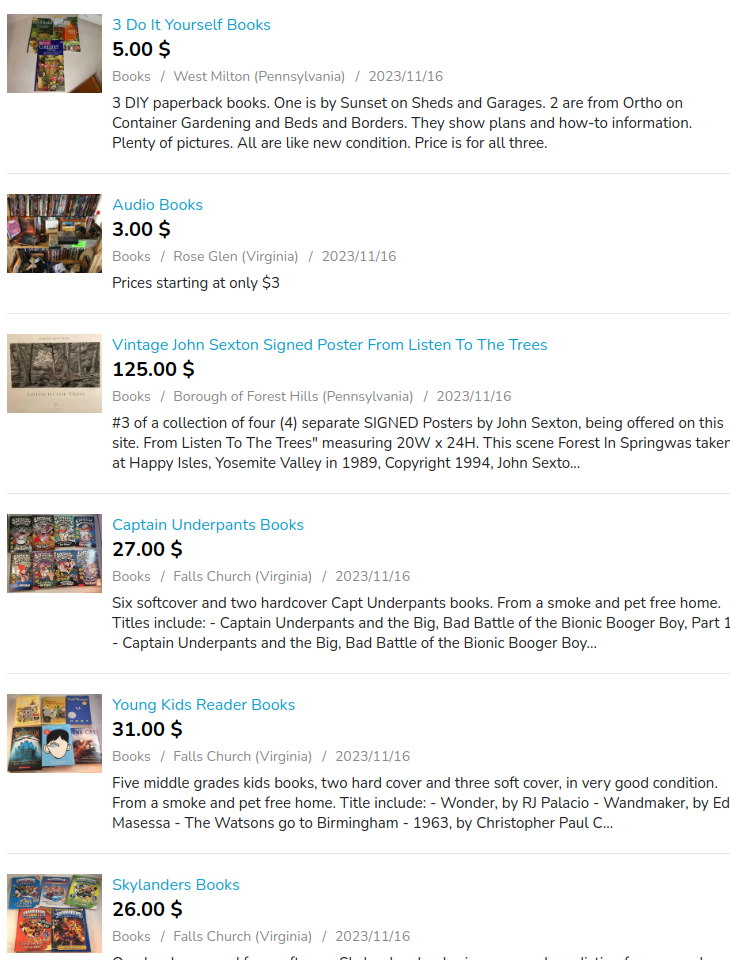 3 Do It Yourself Books
5.00 $
Books / West Milton (Pennsylvania) / 2023/11/16
3 DIY paperback books. One is by Sunset on Sheds and Garages. 2 are from Ortho on
Container Gardening and Beds and Borders. They show plans and how-to information.
Plenty of pictures. All are like new condition. Price is for all three.
Audio Books
3.00 $
Books / Rose Glen (Virginia) / 2023/11/16
Prices starting at only $3
Vintage John Sexton Signed Poster From Listen To The Trees
125.00 $
Books / Borough of Forest Hills (Pennsylvania) / 2023/11/16
LISTEN TO THE TREES
#3 of a collection of four (4) separate SIGNED Posters by John Sexton, being offered on this
site. From Listen To The Trees" measuring 20W x 24H. This scene Forest In Springwas taken
at Happy Isles, Yosemite Valley in 1989, Copyright 1994, John Sexto...
Captain Underpants Books
27.00 $
Books / Falls Church (Virginia) / 2023/11/16
Six softcover and two hardcover Capt Underpants books. From a smoke and pet free home.
Titles include: - Captain Underpants and the Big, Bad Battle of the Bionic Booger Boy, Part 1
- Captain Underpants and the Big, Bad Battle of the Bionic Booger Boy...
Young Kids Reader Books
31.00 $
Books / Falls Church (Virginia) / 2023/11/16
Five middle grades kids books, two hard cover and three soft cover, in very good condition.
From a smoke and pet free home. Title include: - Wonder, by RJ Palacio - Wandmaker, by Ed
Masessa - The Watsons go to Birmingham - 1963, by Christopher Paul C...
Skylanders Books
26.00 $
Books / Falls Church (Virginia) / 2023/11/16